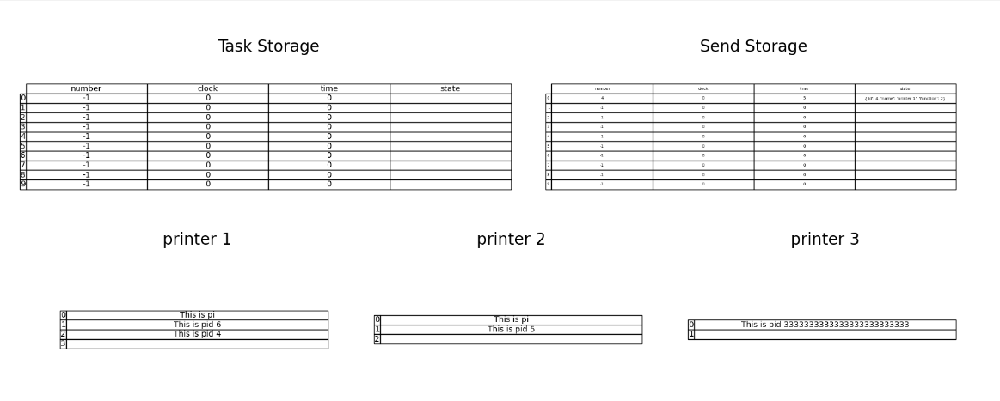 Task Storage
Send Storage
number clock time state
0 -1 0 0
1 -1 0 0
2 -1 0 0
3 -1 0 0
4 -1 0 0
5 -1 0 0
6 -1 0 0
7 -1 0 0
8 -1 0 0
9 -1 0 0
number clock time state
0 4 0 5 .{'id': 4, 'name': 'printer 1', 'function': 2}
1 -1 0 0
2 -1 0 0
3 -1 0 0
4 -1 0 0
5 -1 0 0
6 -1 0 0
7 -1 0 0
8 -1 0 0
9 -1 0 0
printer 1
printer 2
printer 3
0 This is pi
1 This is pid 6
2 This is pid 4
3
0 This is pi
1 This is pid 5
2
0 This is pid 3333333333333333333333333
1